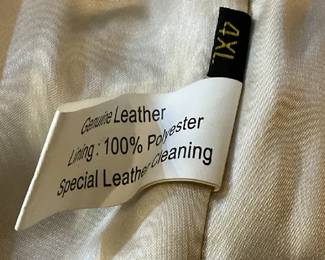 4XL
Genuine Leather
Lining : 100% Polyester
Special Leather Cleaning